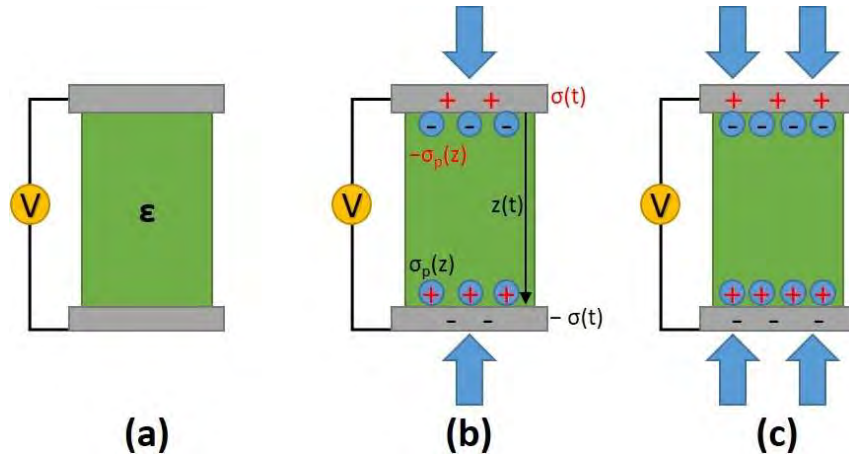 V
ε
(a)
V
+ +
σ(t)
- - -
−σp(z)
z(t)
σp(z)
+ + +
- -
− σ(t)
(b)
V
+ + +
- - - -
+ + + +
- - -
(c)